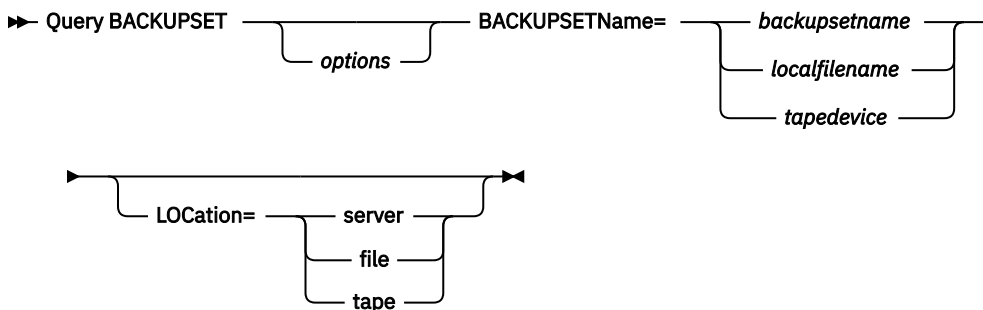 Query BACKUPSET options BACKUPSETName= backupsetname
localfilename
tapedevice
LOCation= server
file
tape